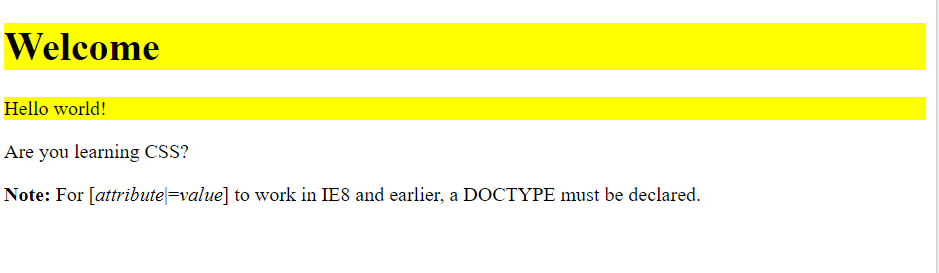 Welcome
Hello world!
Are you learning CSS?
Note: For [attribute|=value] to work in IE8 and earlier, a DOCTYPE must be declared.